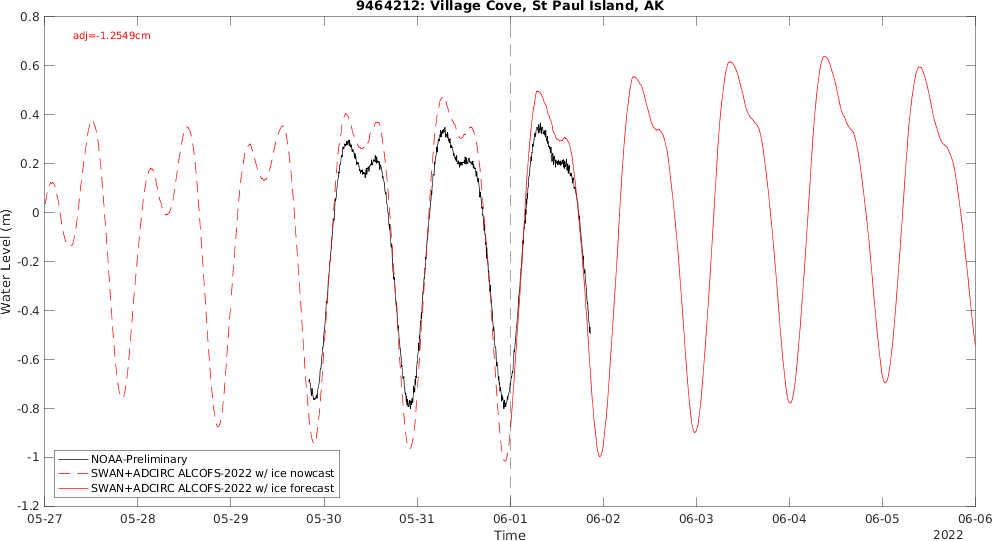 9464212: Village Cove, St Paul Island, AK
adj=-1.2549cm
0.8
0.6
0.4
0.2
0
-0.2
-0.4
-0.6
-0.8
-1
-1.2
Water Level (m)
NOAA-Preliminary
SWAN+ADCIRC ALCOFS-2022 w/ ice nowcast
SWAN+ADCIRC ALCOFS-2022 w/ ice forecast
05-27 05-28 05-29 05-30 05-31 06-01 06-02 06-03 06-04 06-05 06-06
Time
2022